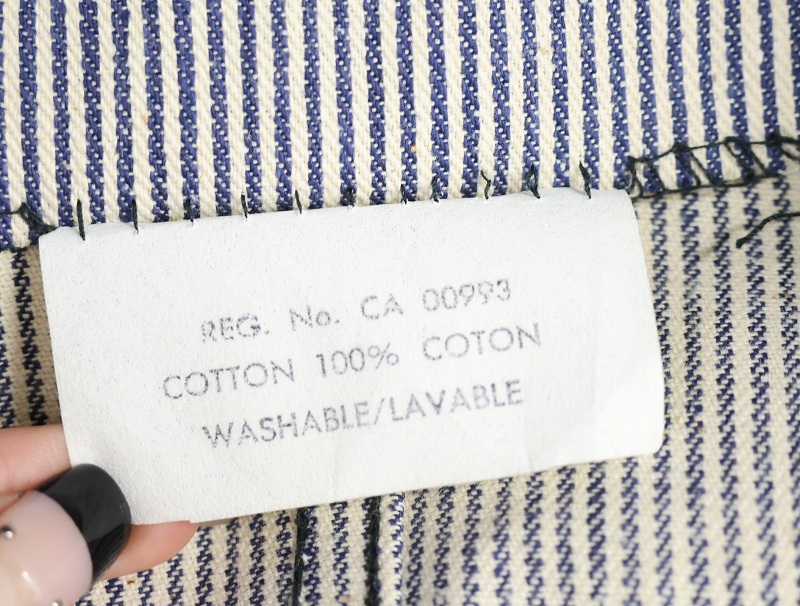 REG. No. CA 00993
COTTON 100% COTON
WASHABLE/LAVABLE